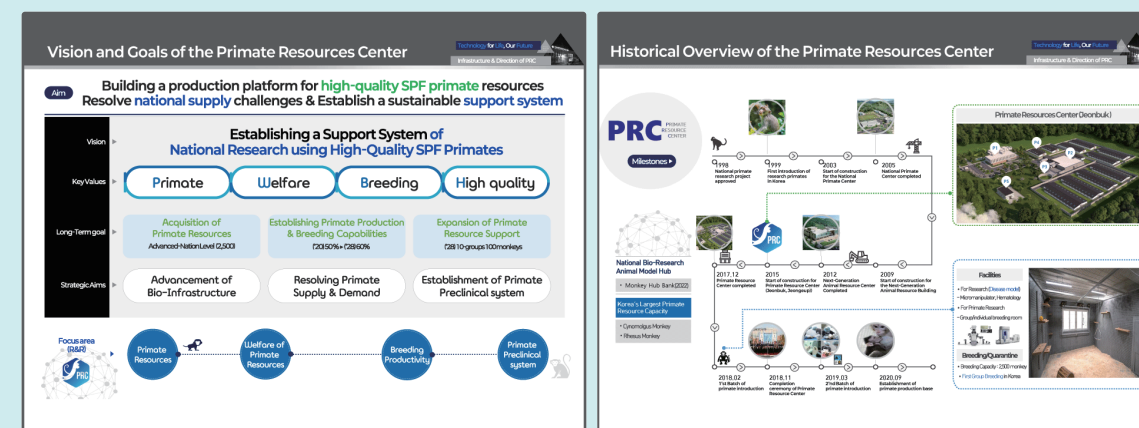 Vision and Goals of the Primate Resources Center
Technology for Life, Our Future
Infrastructure & Direction of PRC
Aim
Building a production platform for high-quality SPF primate resources
Resolve national supply challenges & Establish a sustainable support system
Vision
Establishing a Support System of
National Research using High-Quality SPF Primates
Key Values
Primate
Welfare
Breeding
High quality
Long-Term goal
Acquisition of
Primate Resources
Advanced-Nation Level (2,500)
Establishing Primate Production
& Breeding Capabilities
('20) 50% ▸ ('28) 60%
Expansion of Primate
Resource Support
('28) 10-groups 100 monkeys
Strategic Aims
Advancement of
Bio-Infrastructure
Resolving Primate
Supply & Demand
Establishment of Primate
Preclinical system
Focus area
(R&R)
PRC
Primate
Resources
Welfare of
Primate
Resources
Breeding
Productivity
Primate
Preclinical
system
Historical Overview of the Primate Resources Center
Technology for Life, Our Future
Infrastructure & Direction of PRC
PRC
PRIMATE
RESOURCE
CENTER
Milestones ▸
1998
National primate
research project
approved
1999
First introduction of
research primates
in Korea
2003
Start of construction
for the National
Primate Center
2005
National Primate
Center completed
PRC
2017.12
Primate Resource
Center completed
2015
Start of construction for
Primate Resource Center
(Jeonbuk, Jeongeup)
2012
Next-Generation
Animal Resource Center
Completed
2009
Start of construction for
the Next-Generation
Animal Resource Building
2018.02
1'st Batch of
primate introduction
2018.11
Completion
ceremony of Primate
Resource Center
2019.03
2'nd Batch of
primate introduction
2020.09
Establishment of
primate production base
National Bio-Research
Animal Model Hub
• Monkey Hub Bank(2022)
Korea's Largest Primate
Resource Capacity
• Cynomolgus Monkey
• Rhesus Monkey
Primate Resources Center (Jeonbuk)
P1
P4
P2
P3
Facilities
• For Research (Disease model)
• Micromanipulator, Hematology
• For Primate Research
• Group/Individual breeding room
Breeding/Quarantine
• Breeding Capacity : 2,500 monkey
• First Group Breeding in Korea